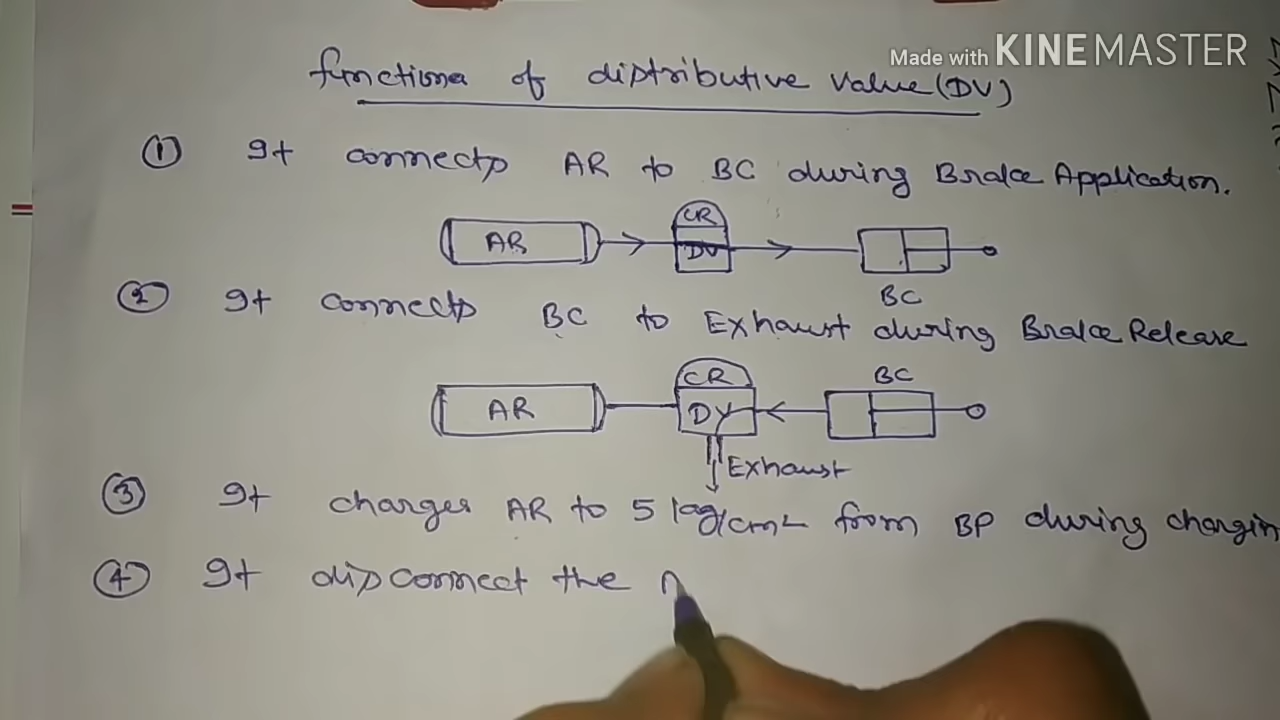 Made with KINEMASTER
functions of distributive valve (DV)
① It connects AR to BC during Brake Application.
AR CR DV BC
② It connects BC to Exhaust during Brake Release
AR CR DV BC
Exhaust
③ It charges AR to 5 kg/cm2 from BP during chargin
④ It disconnect the